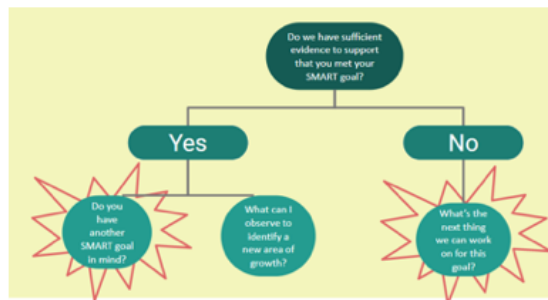 Do we have sufficient
evidence to support
that you met your
SMART goal?
Yes
No
Do you
have
another
SMART goal
in mind?
What can I
observe to
identify a
new area of
growth?
What's the
next thing
we can work
on for this
goal?